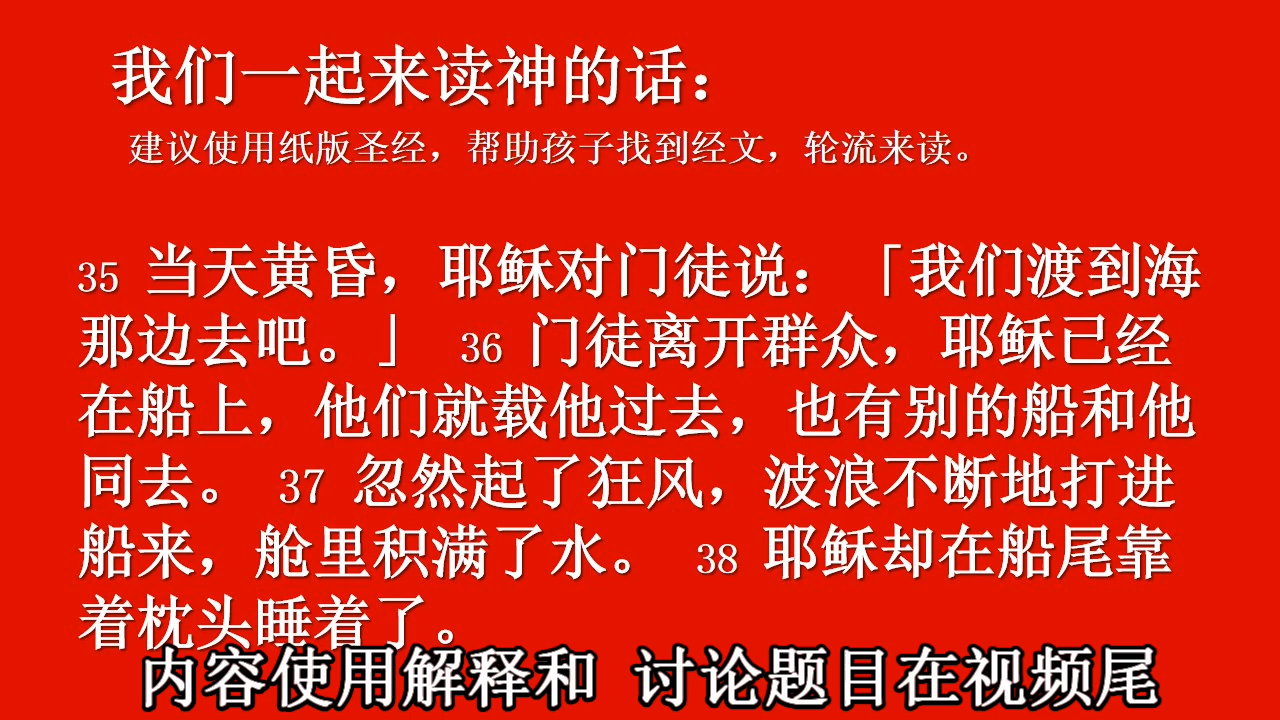 我们一起来读神的话：
建议使用纸版圣经，帮助孩子找到经文，轮流来读。
35 当天黄昏，耶稣对门徒说：「我们渡到海
那边去吧。」 36 门徒离开群众，耶稣已经
在船上，他们就载他过去，也有别的船和他
同去。 37 忽然起了狂风，波浪不断地打进
船来，舱里积满了水。 38 耶稣却在船尾靠
着枕头睡着了。
内容使用解释和 讨论题目在视频尾